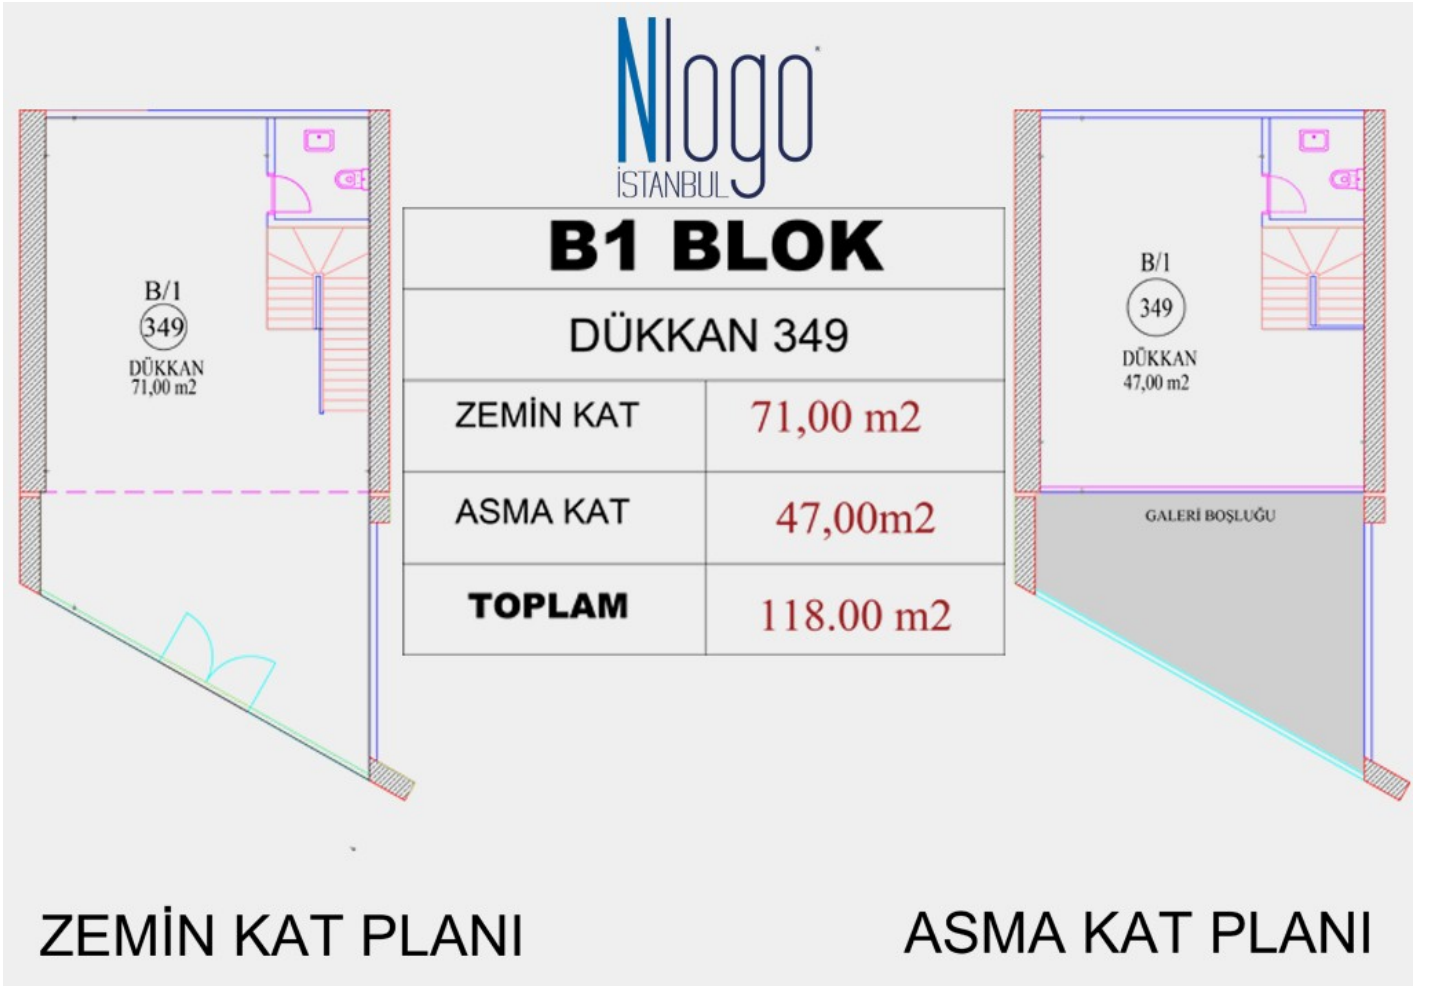 Nlogo
İSTANBUL
B1 BLOK
DÜKKAN 349
ZEMİN KAT 71,00 m2
ASMA KAT 47,00m2
TOPLAM 118.00 m2
B/1
349
DÜKKAN
71,00 m2
B/1
349
DÜKKAN
47,00 m2
GALERİ BOŞLUĞU
ZEMİN KAT PLANI
ASMA KAT PLANI